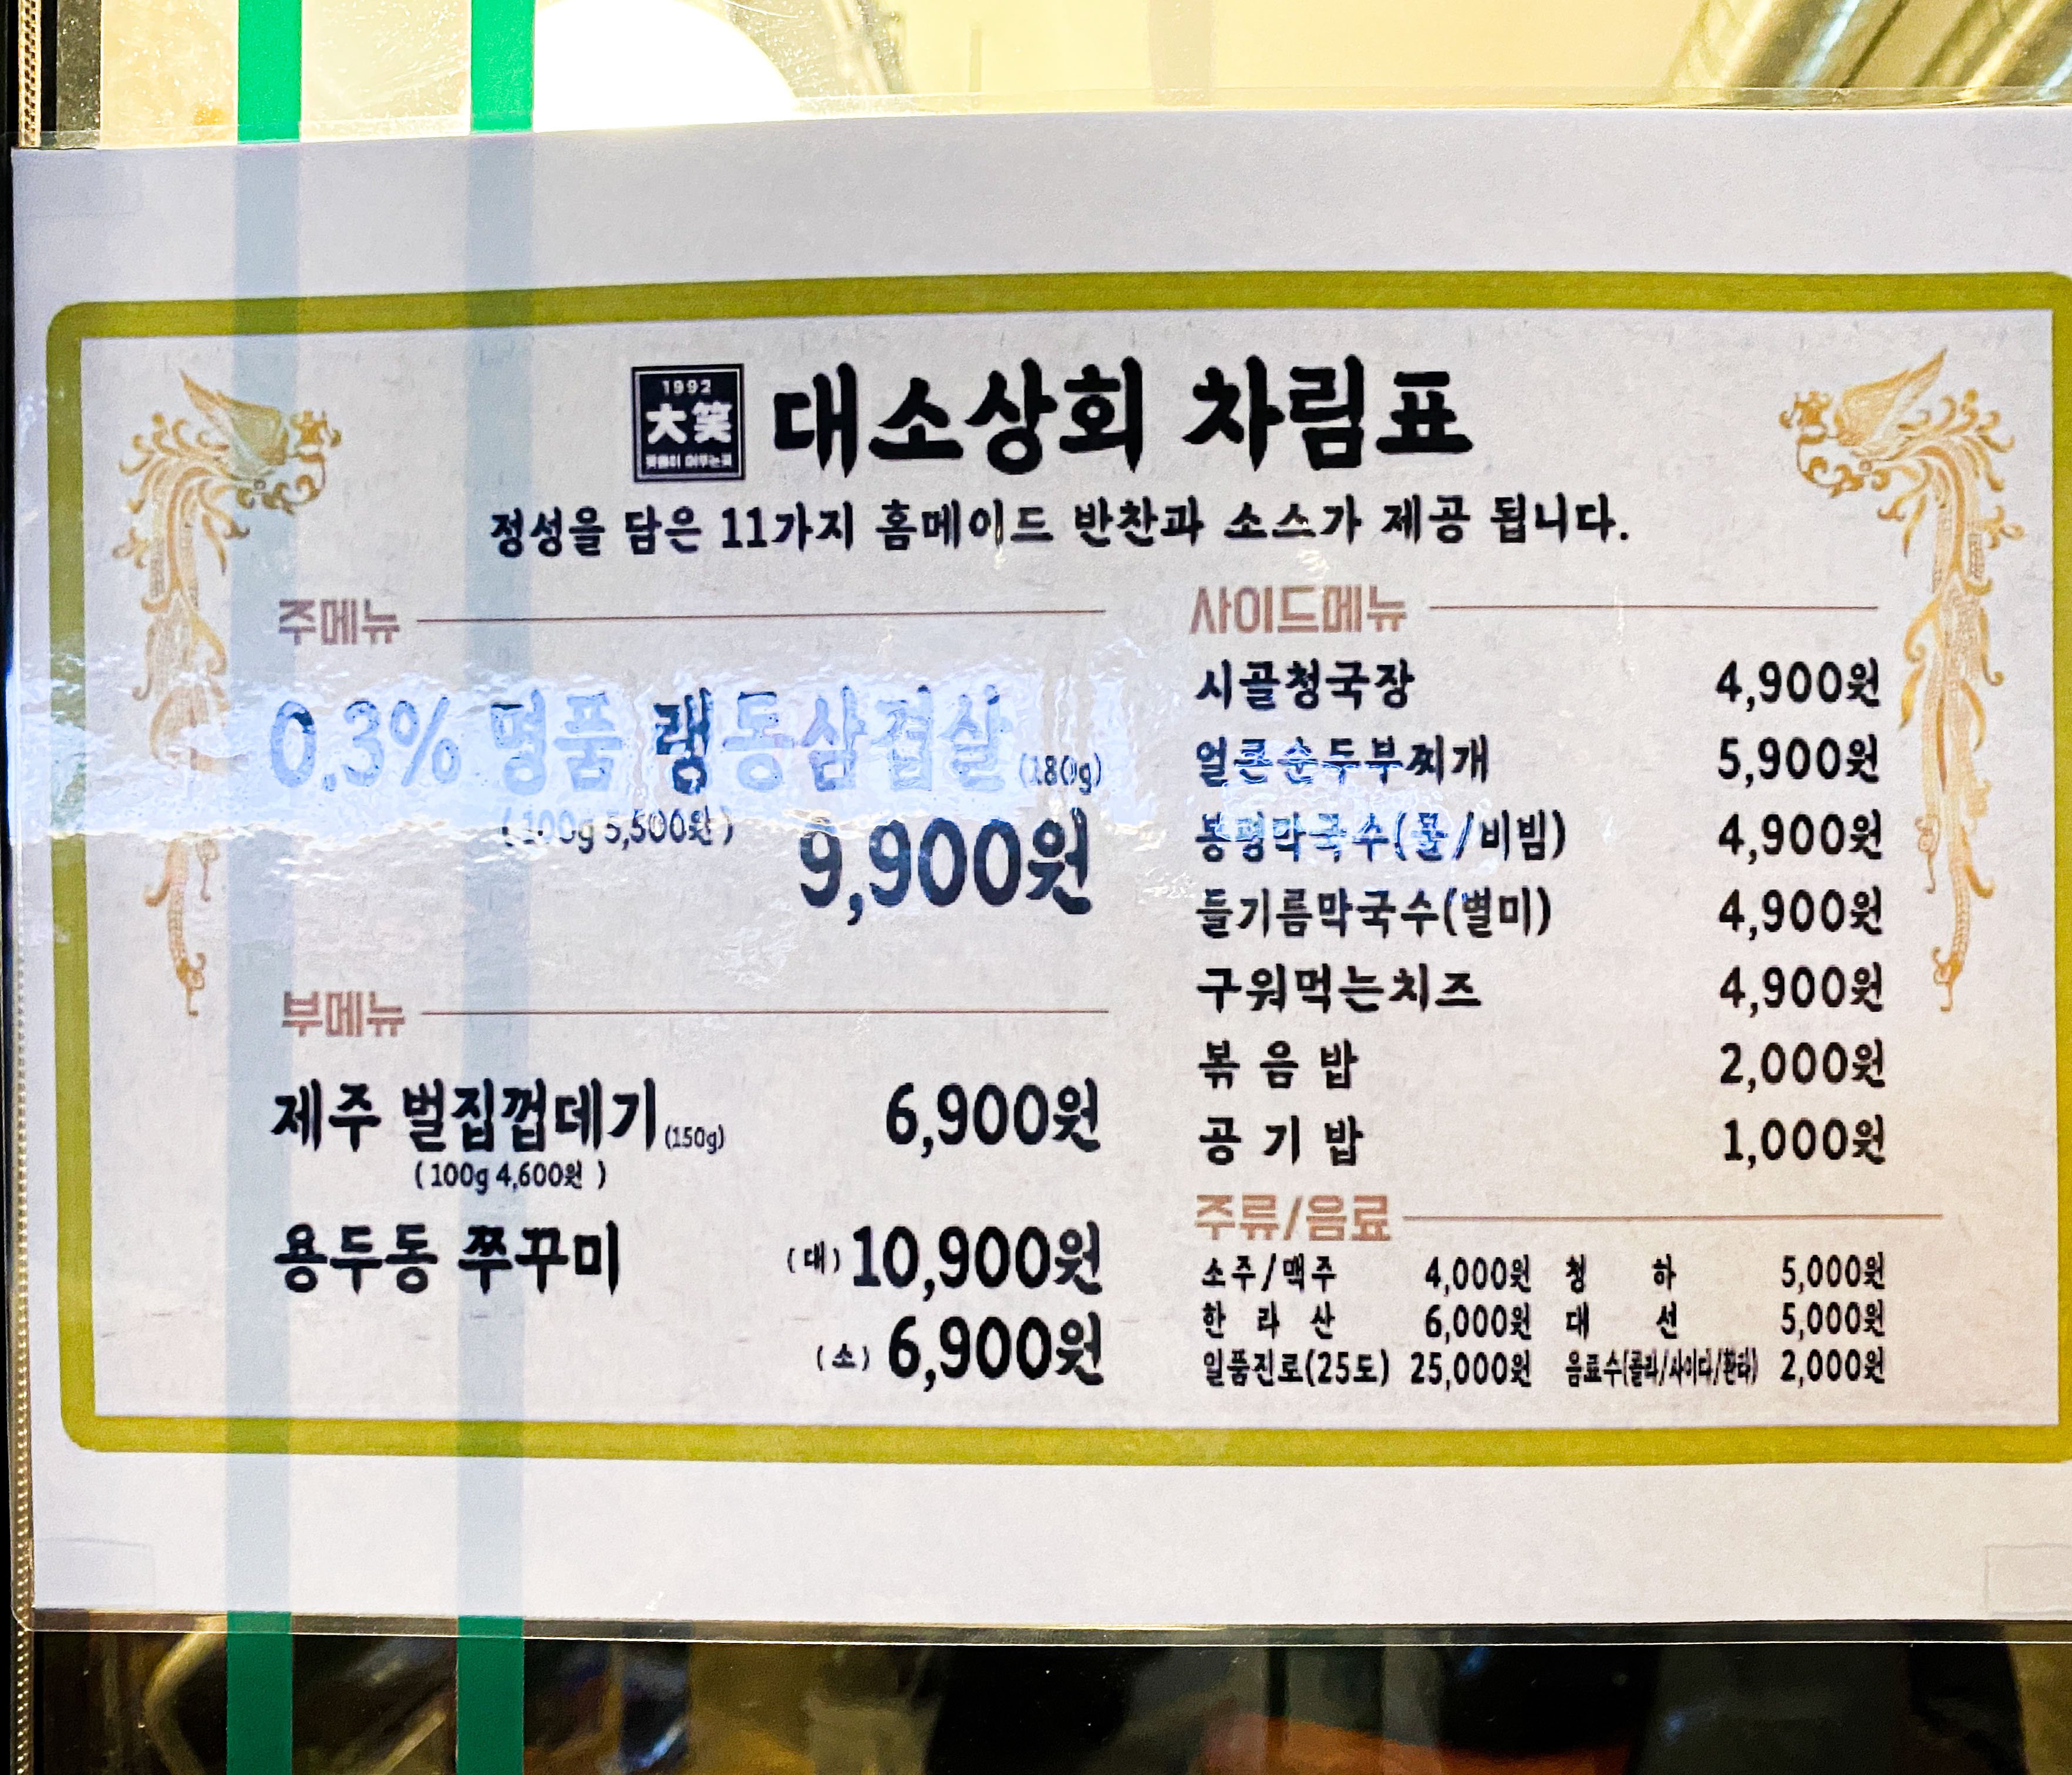 1992
大笑
대소상회 차림표
정성을 담은 11가지 홈메이드 반찬과 소스가 제공 됩니다.
주메뉴
0.3% 명품 랭동삼겹살(180g)
(100g 5,500원)
9,900원
부메뉴
제주 벌집껍데기(150g) 6,900원
(100g 4,600원)
용두동 쭈꾸미 (대) 10,900원
(소) 6,900원
사이드메뉴
시골청국장 4,900원
얼큰순두부찌개 5,900원
봉평막국수(물/비빔) 4,900원
들기름막국수(별미) 4,900원
구워먹는치즈 4,900원
볶음밥 2,000원
공기밥 1,000원
주류/음료
소주/맥주 4,000원 청하 5,000원
한라산 6,000원 대선 5,000원
일품진로(25도) 25,000원 음료수(콜라/사이다/환타) 2,000원